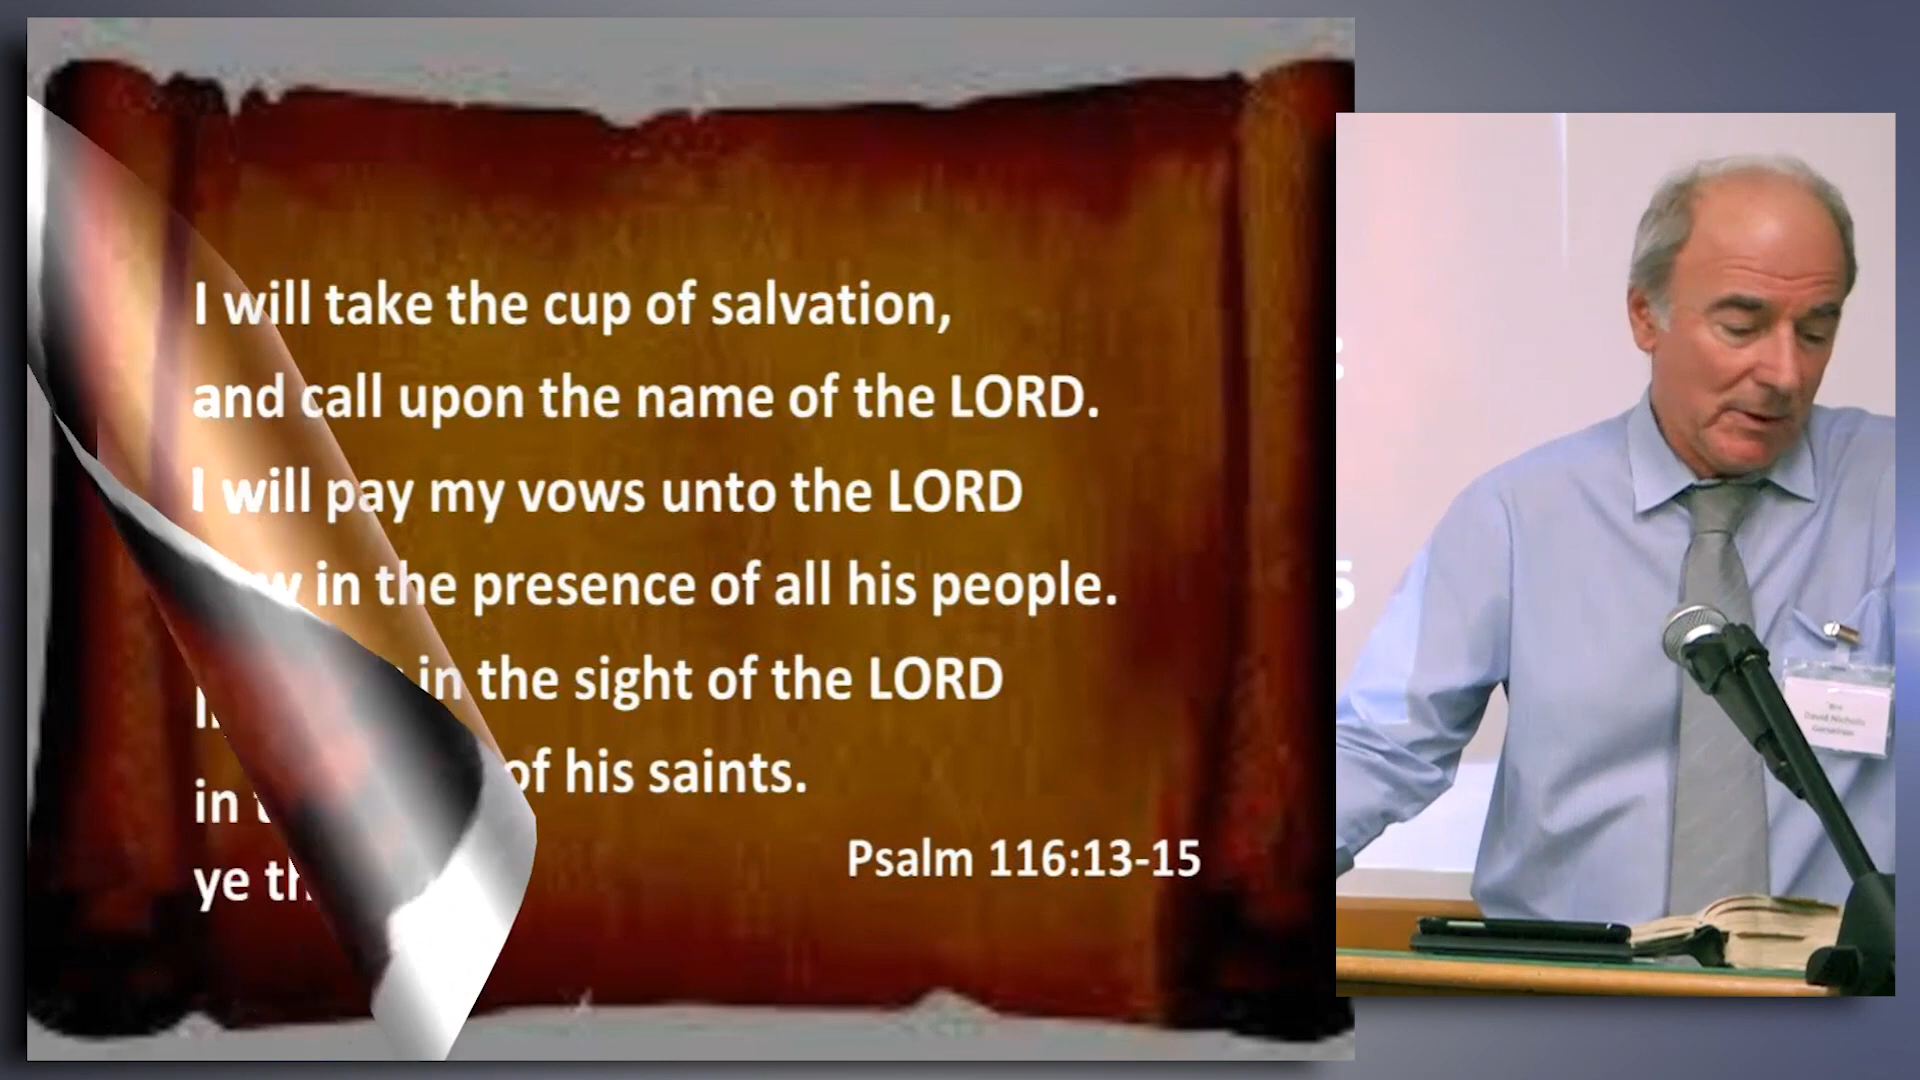 I will take the cup of salvation,
and call upon the name of the LORD.
I will pay my vows unto the LORD
in the presence of all his people.
in the sight of the LORD
of his saints.
in
ye
Psalm 116:13-15
David Nicholls